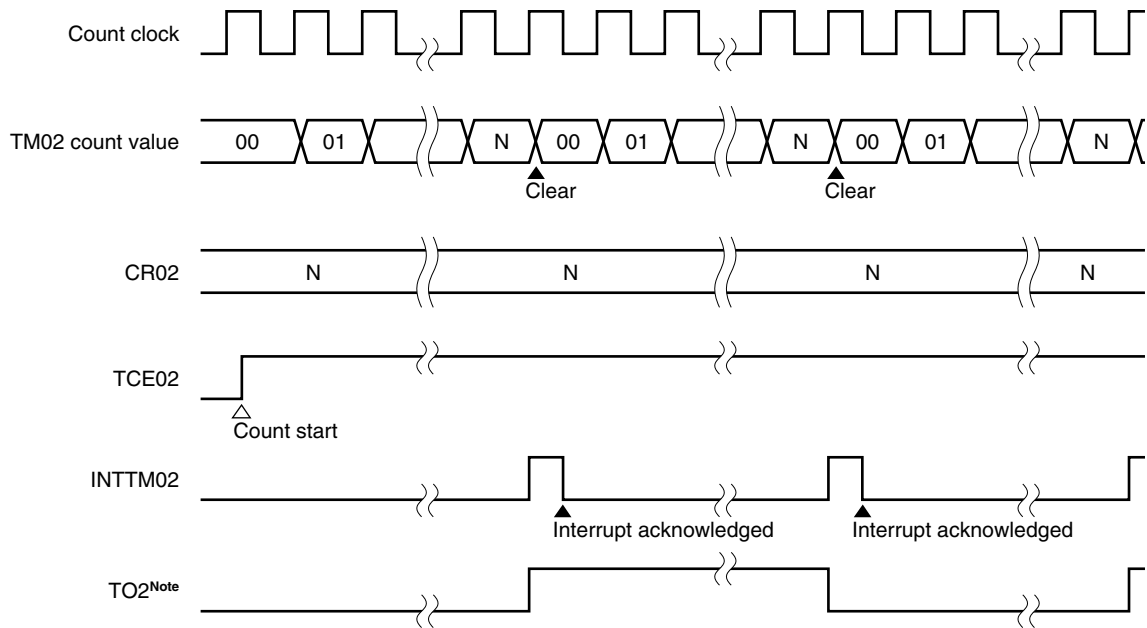 Count clock
TM02 count value
00 01 N 00 01 N 00 01 N
Clear Clear
CR02
N N N N
TCE02
Count start
INTTM02
Interrupt acknowledged Interrupt acknowledged
TO2Note